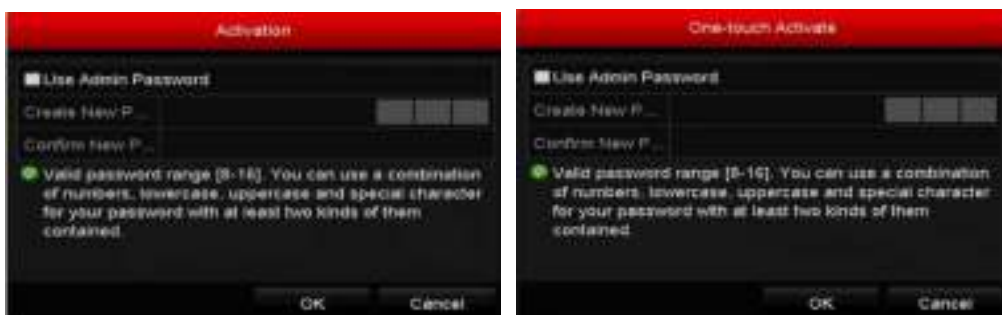 Activation
Use Admin Password
Create New P...
Confirm New P...
Valid password range [8-16]. You can use a combination
of numbers, lowercase, uppercase and special character
for your password with at least two kinds of them
contained.
OK Cancel
One-touch Activate
Use Admin Password
Create New P...
Confirm New P...
Valid password range [8-16]. You can use a combination
of numbers, lowercase, uppercase and special character
for your password with at least two kinds of them
contained.
OK Cancel